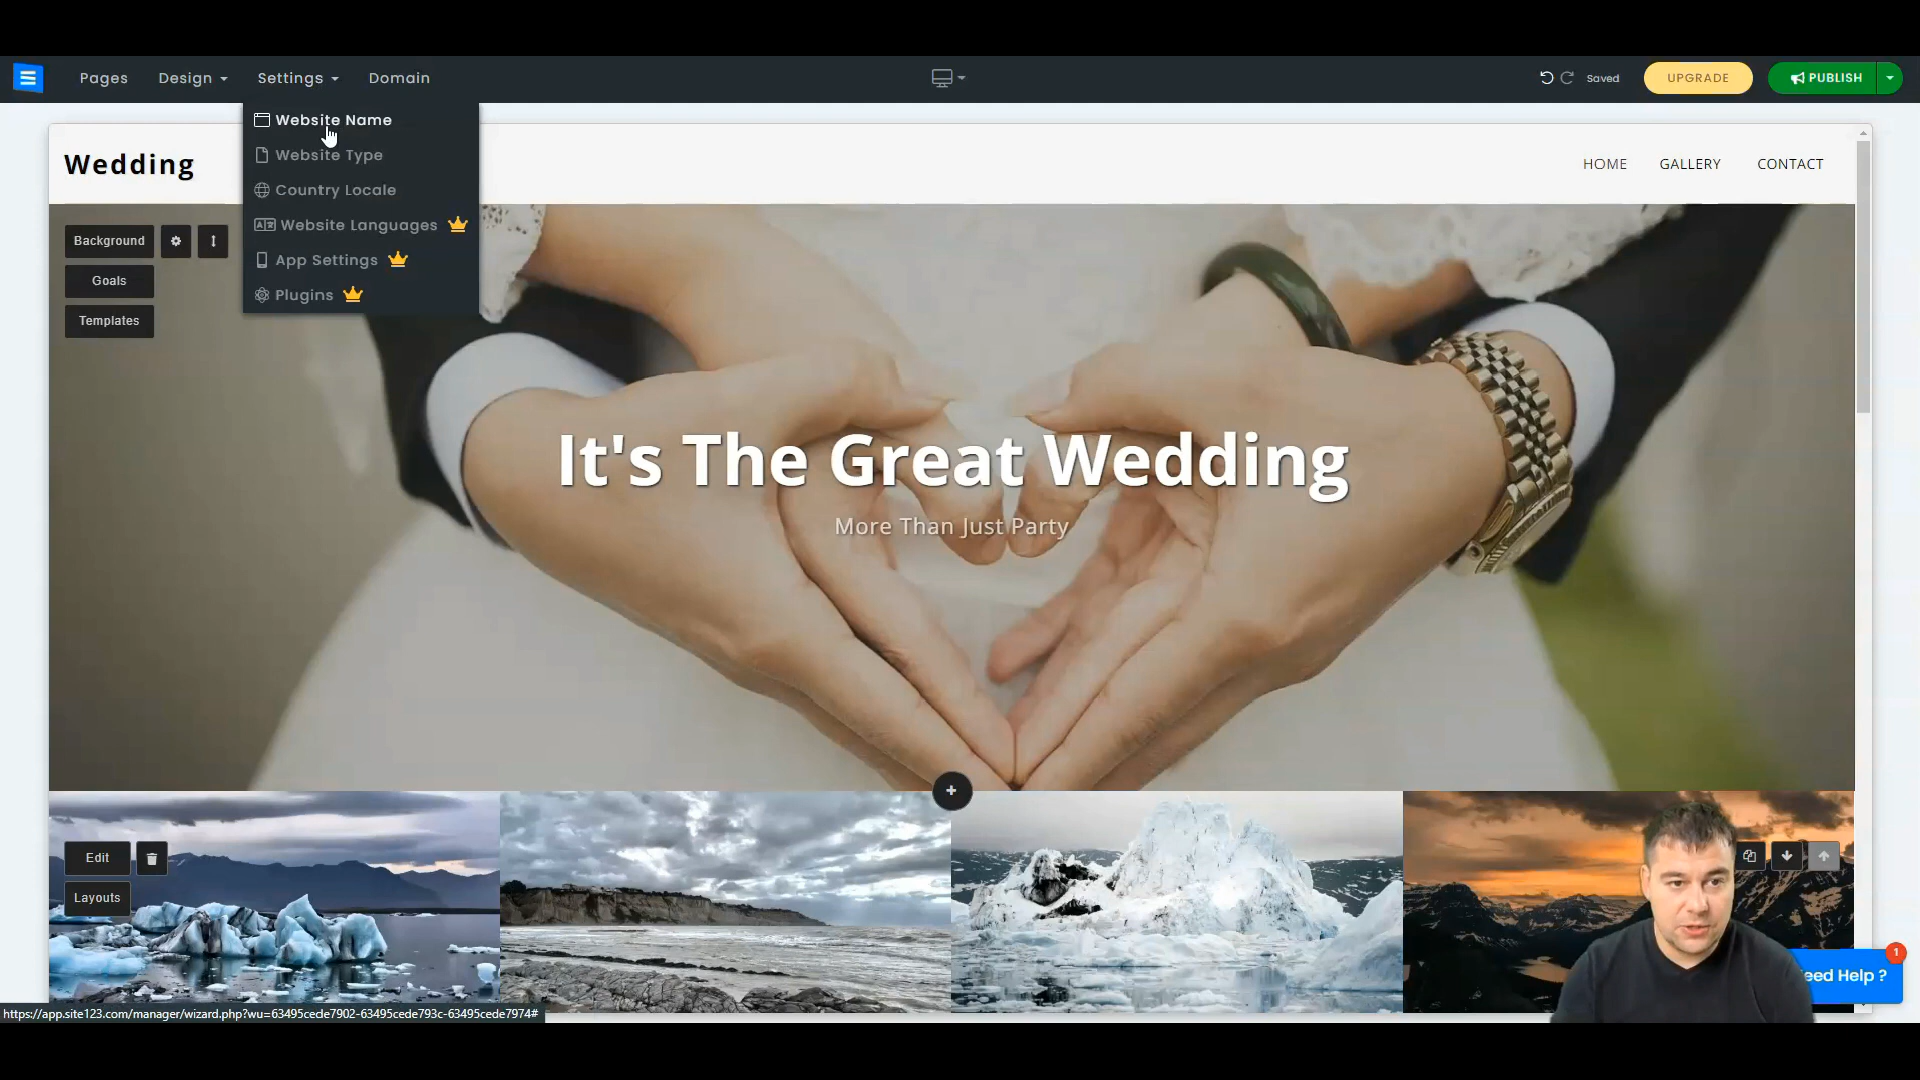 Pages Design Settings Domain Saved UPGRADE PUBLISH
Website Name
Website Type
Country Locale
Website Languages
App Settings
Plugins
Wedding
HOME GALLERY CONTACT
Background
Goals
Templates
It's The Great Wedding
More Than Just Party
Edit
Layouts
1
eed Help ?
https://app.site123.com/manager/wizard.php?wu=63495cede7902-63495cede793c-63495cede7974#